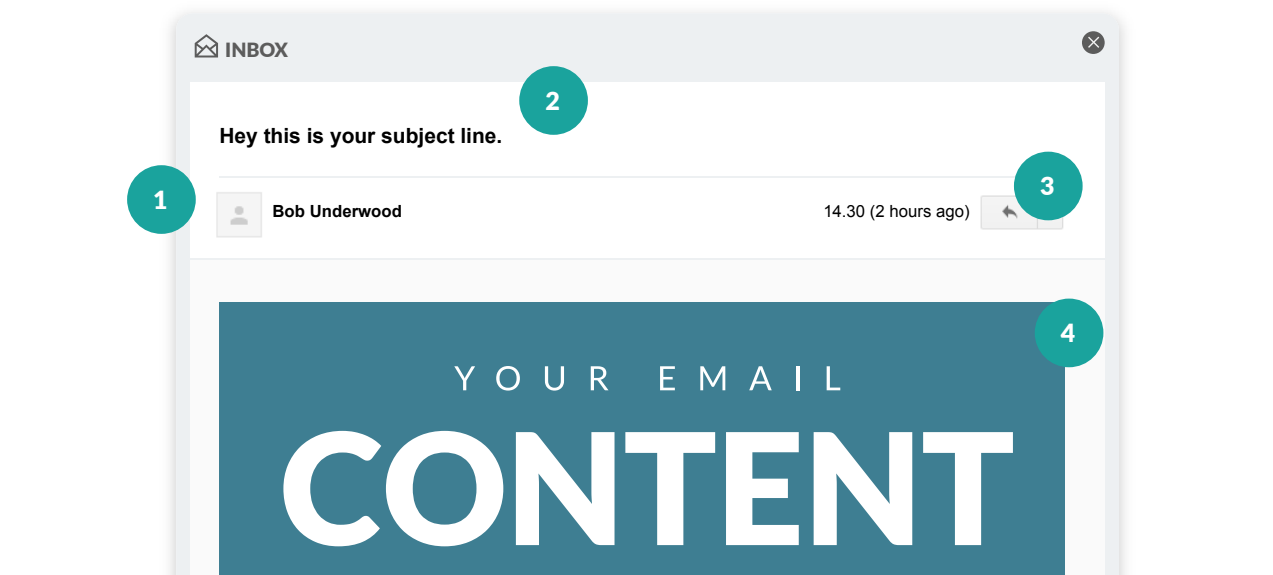 INBOX
2
Hey this is your subject line.
1
Bob Underwood
14.30 (2 hours ago)
3
4
YOUR EMAIL
CONTENT